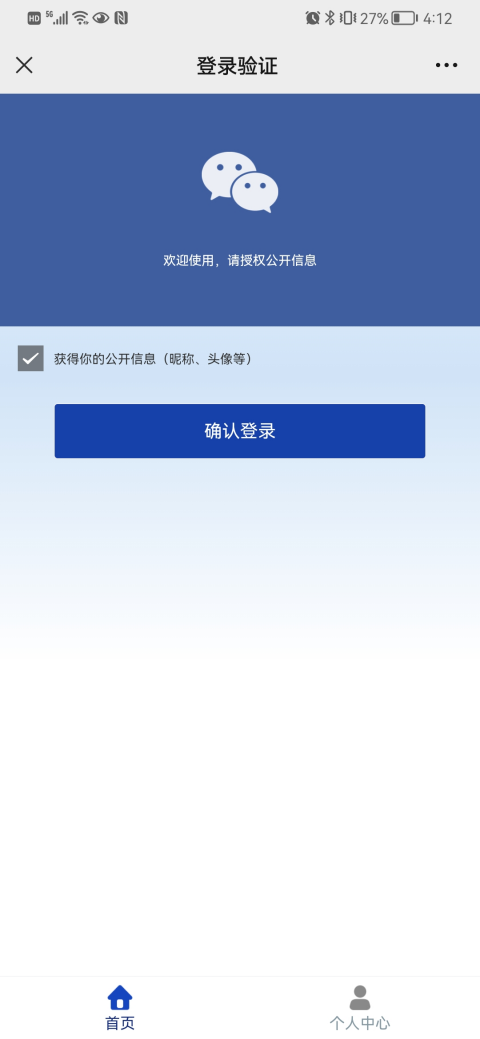 HD 5G 27% 4:12
登录验证
欢迎使用，请授权公开信息
获得你的公开信息（昵称、头像等）
确认登录
首页 个人中心